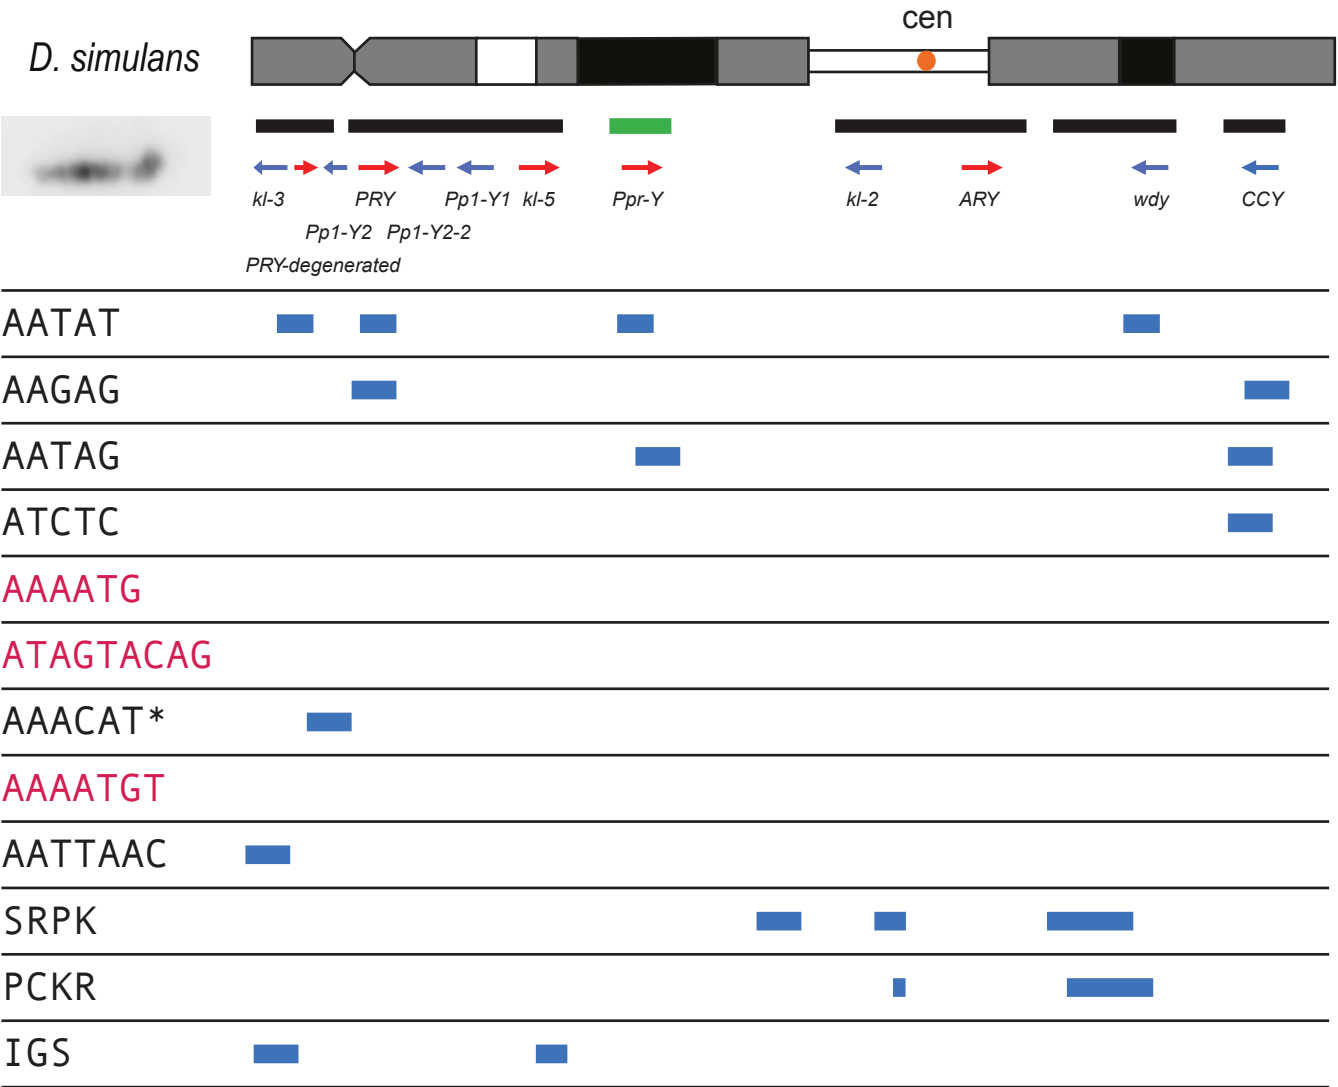 cen
D. simulans
kl-3 PRY Pp1-Y1 kl-5 Ppr-Y kl-2 ARY wdy CCY
Pp1-Y2 Pp1-Y2-2
PRY-degenerated
AATAT
AAGAG
AATAG
ATCTC
AAAATG
ATAGTACAG
AAACAT*
AAAATGT
AATTAAC
SRPK
PCKR
IGS